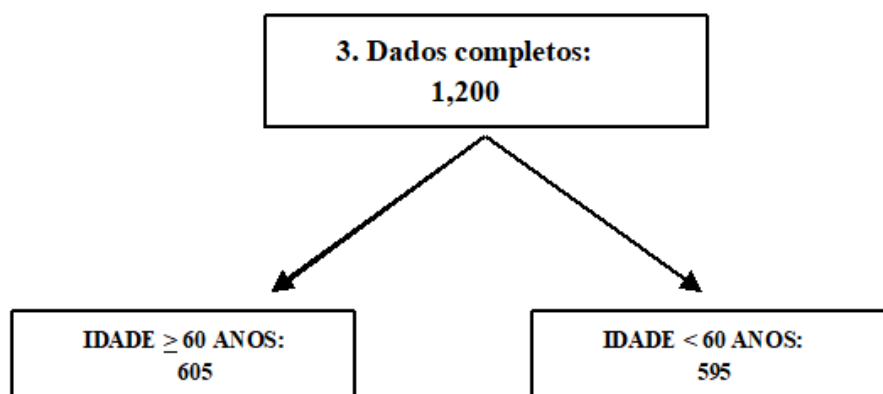 3. Dados completos:
1,200
IDADE ≥ 60 ANOS:
605
IDADE < 60 ANOS:
595